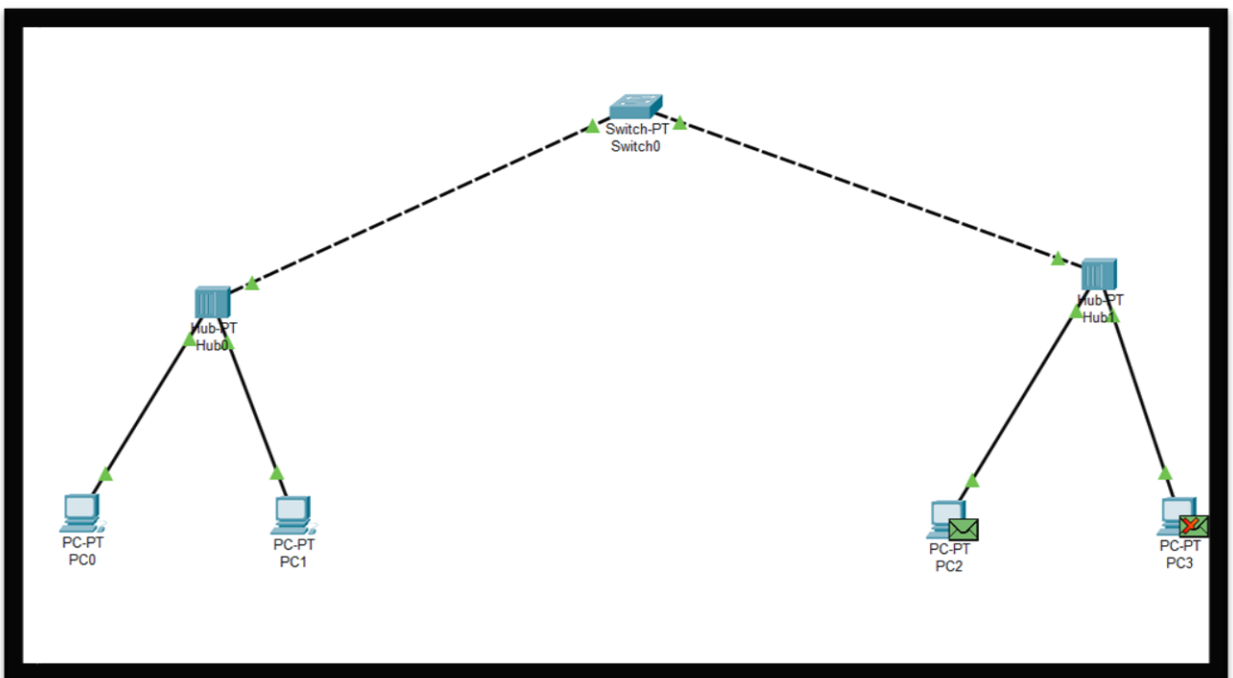 Switch-PT
Switch0
Hub-PT
Hub0
Hub-PT
Hub1
PC-PT
PC0
PC-PT
PC1
PC-PT
PC2
PC-PT
PC3